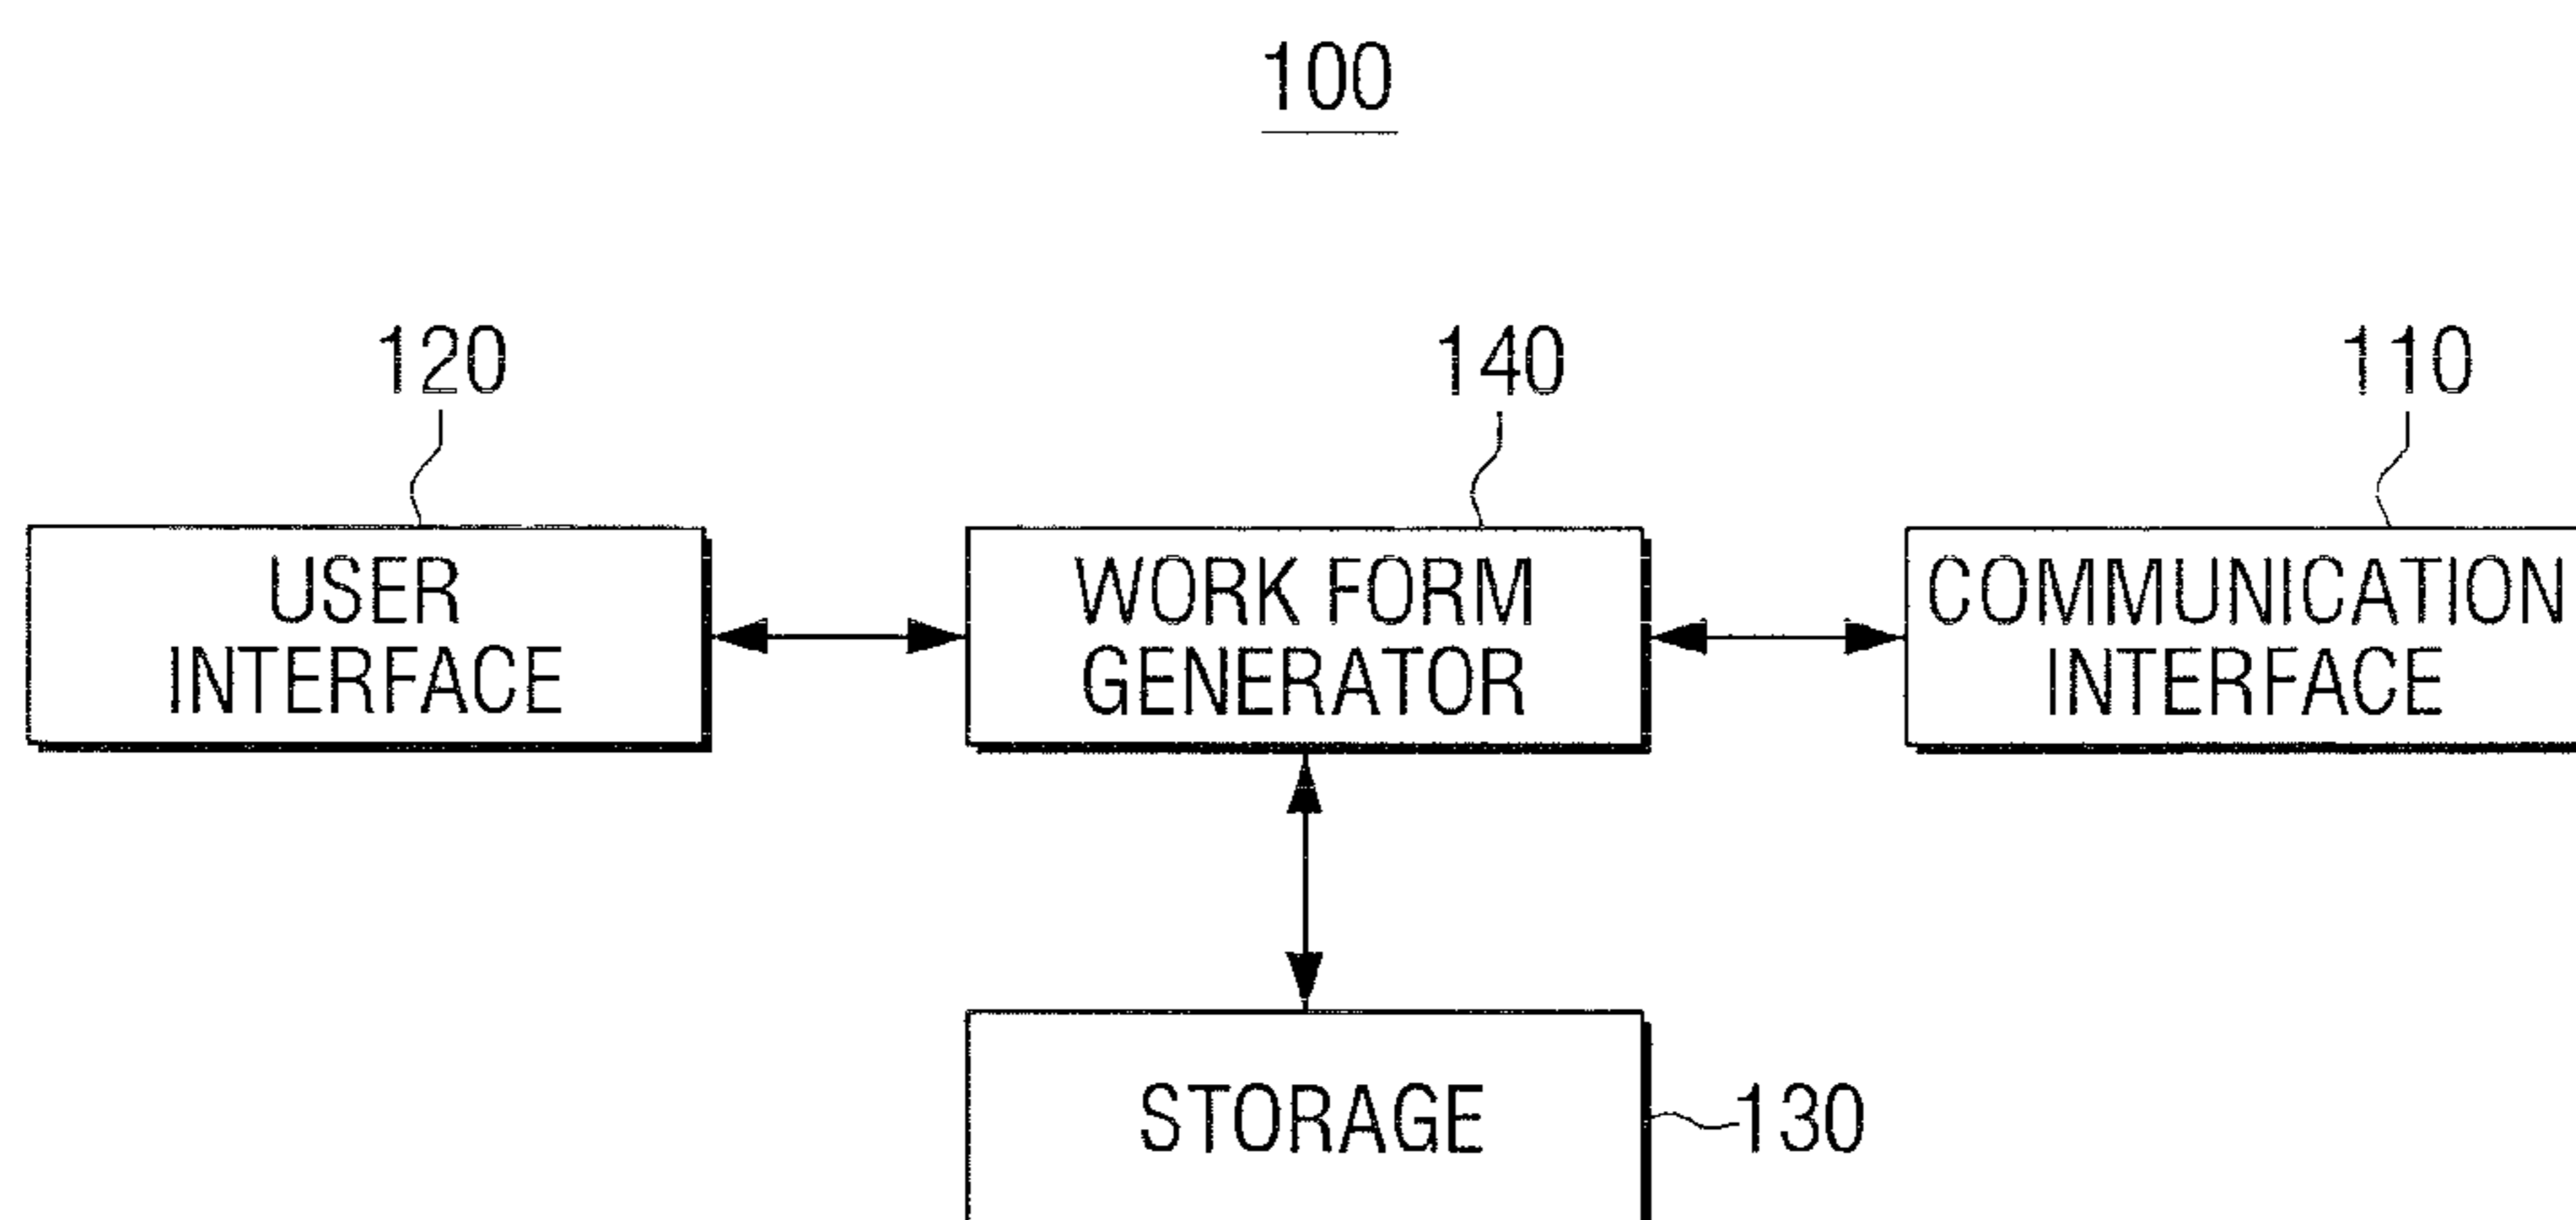 100
120
140
110
USER
INTERFACE
WORK FORM
GENERATOR
COMMUNICATION
INTERFACE
STORAGE
130